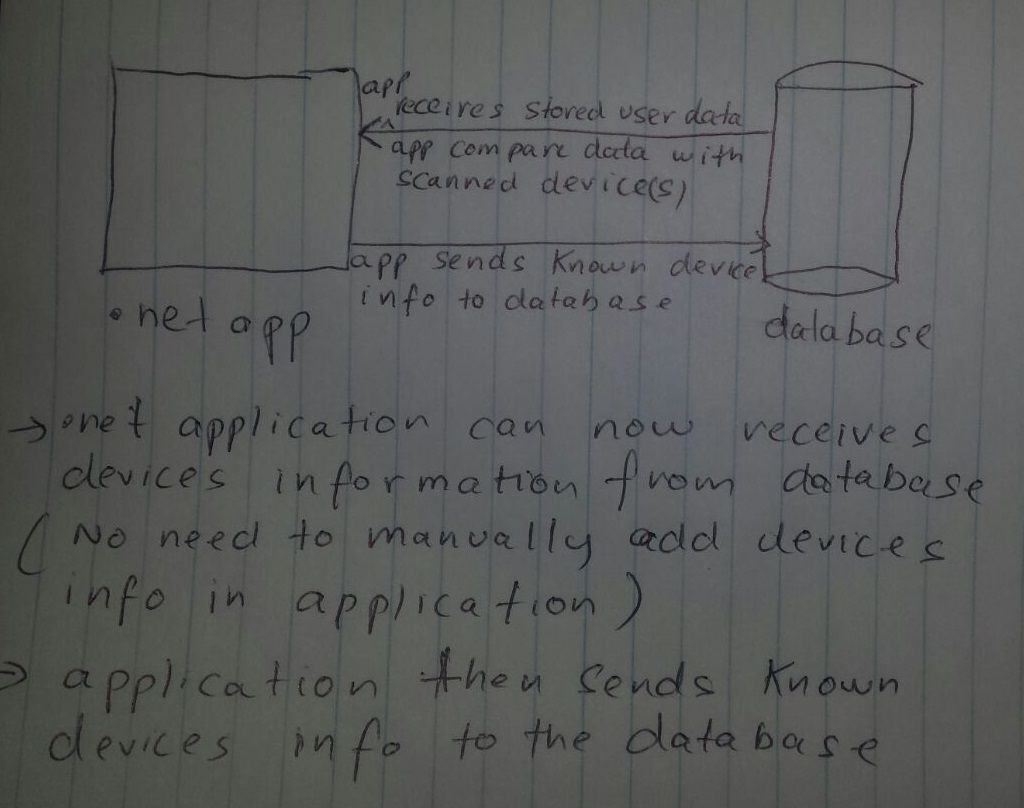 app
receives stored user data
app compare data with
scanned device(s)
app sends known device
info to database
.net app
database
→ .net application can now receives
devices information from database
(No need to manually add devices
info in application)
→ application then sends known
devices info to the database